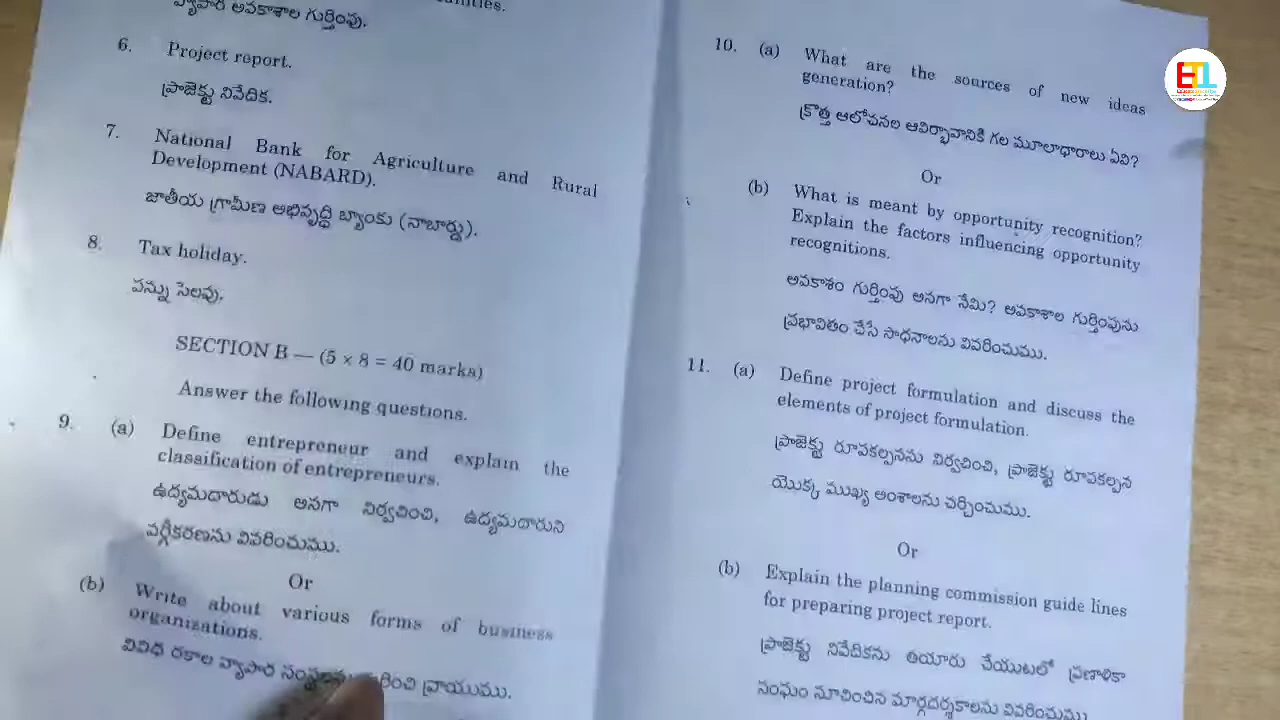 వ్యాపార అవకాశాల గుర్తింపు.
6. Project report.
ప్రాజెక్టు నివేదిక.
7. National Bank for Agriculture and Rural
Development (NABARD).
జాతీయ గ్రామీణ అభివృద్ధి బ్యాంకు (నాబార్డు).
8. Tax holiday.
పన్ను సెలవు.
SECTION B — (5 × 8 = 40 marks)
Answer the following questions.
9. (a) Define entrepreneur and explain the
classification of entrepreneurs.
ఉద్యమదారుడు అనగా నిర్వచించి, ఉద్యమదారుని
వర్గీకరణను వివరించుము.
Or
(b) Write about various forms of business
organizations.
వివిధ రకాల వ్యాపార వ్రాయుము.
10. (a) What are the sources of new ideas
generation?
క్రొత్త ఆలోచనల ఆవిర్భావానికి గల మూలాధారాలు ఏవి?
Or
(b) What is meant by opportunity recognition?
Explain the factors influencing opportunity
recognitions.
అవకాశం గుర్తింపు అనగా నేమి? అవకాశాల గుర్తింపును
ప్రభావితం చేసే సాధనాలను వివరించుము.
11. (a) Define project formulation and discuss the
elements of project formulation.
ప్రాజెక్టు రూపకల్పనను నిర్వచించి, ప్రాజెక్టు రూపకల్పన
యొక్క ముఖ్య అంశాలను చర్చించుము.
Or
(b) Explain the planning commission guide lines
for preparing project report.
ప్రాజెక్టు నివేదికను తయారు చేయుటలో ప్రణాళికా
సంఘం సూచించిన మార్గదర్శకాలను వివరించుము
ETL